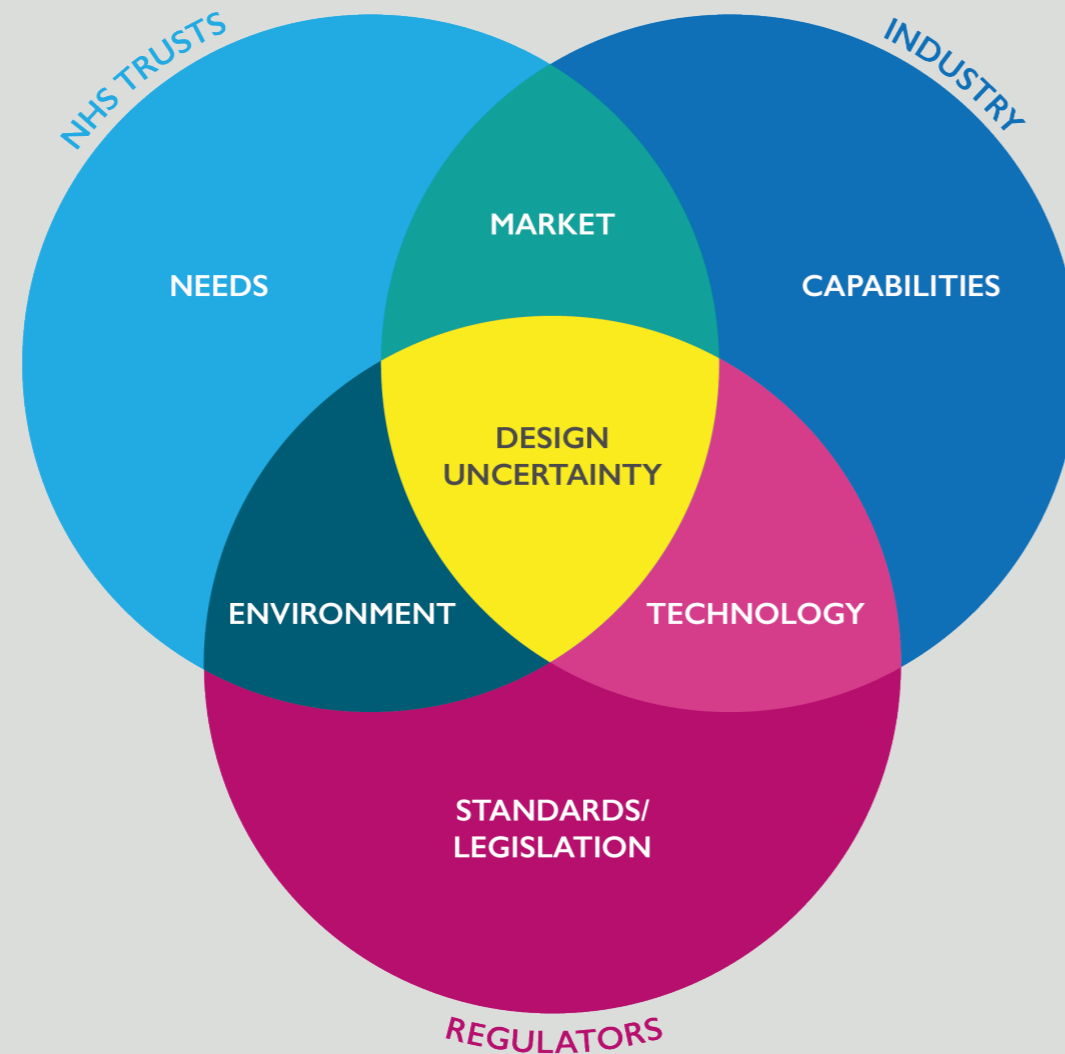 NHS TRUSTS
INDUSTRY
MARKET
NEEDS
CAPABILITIES
DESIGN
UNCERTAINTY
ENVIRONMENT
TECHNOLOGY
STANDARDS/
LEGISLATION
REGULATORS